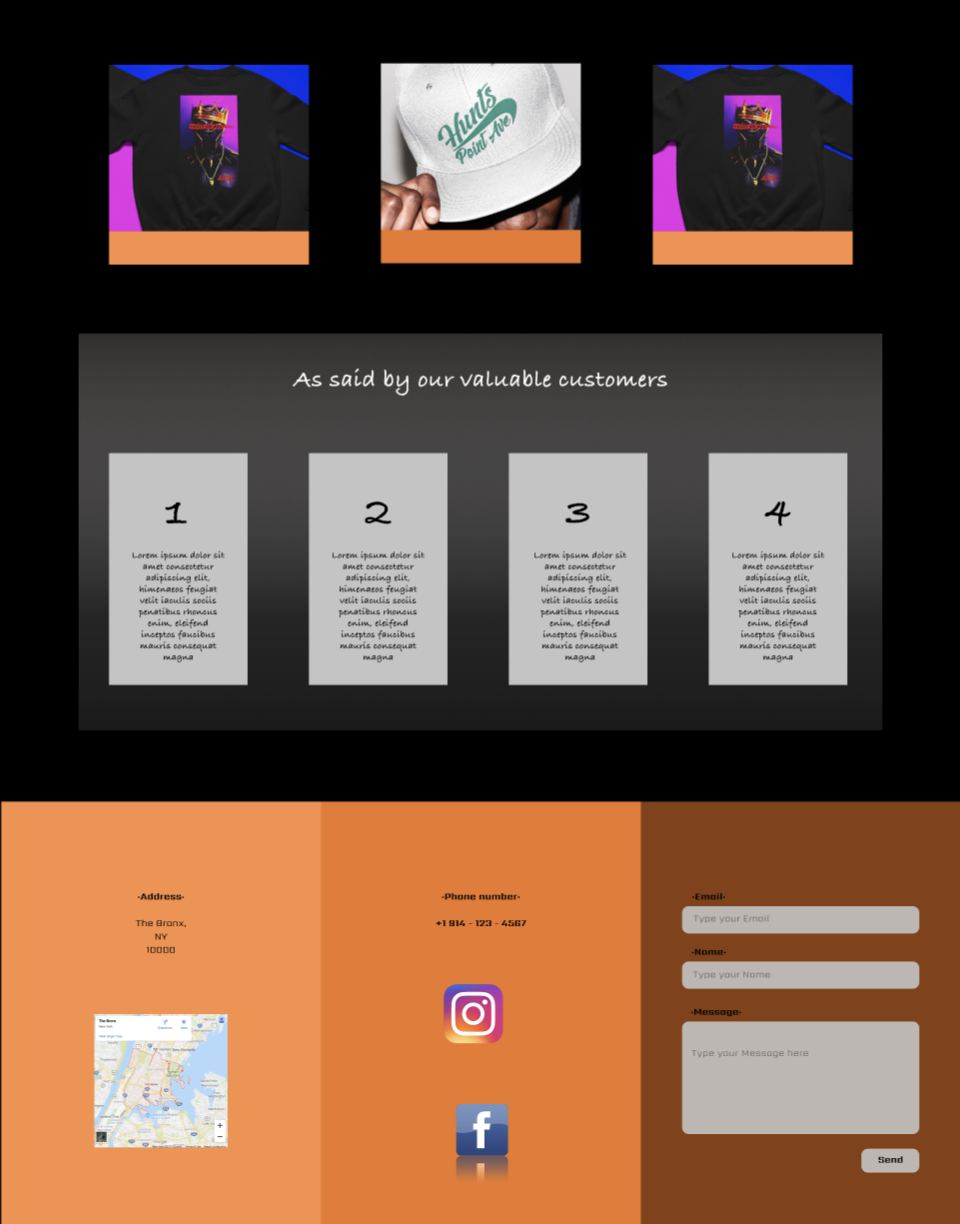 Hunts
Point Ave
As said by our valuable customers
1
Lorem ipsum dolor sit
amet consectetur
adipiscing elit,
himenaeos feugiat
velit iaculis sociis
penatibus rhoncus
enim, eleifend
inceptos faucibus
mauris consequat
magna
2
Lorem ipsum dolor sit
amet consectetur
adipiscing elit,
himenaeos feugiat
velit iaculis sociis
penatibus rhoncus
enim, eleifend
inceptos faucibus
mauris consequat
magna
3
Lorem ipsum dolor sit
amet consectetur
adipiscing elit,
himenaeos feugiat
velit iaculis sociis
penatibus rhoncus
enim, eleifend
inceptos faucibus
mauris consequat
magna
4
Lorem ipsum dolor sit
amet consectetur
adipiscing elit,
himenaeos feugiat
velit iaculis sociis
penatibus rhoncus
enim, eleifend
inceptos faucibus
mauris consequat
magna
-Address-
The Bronx,
NY
10000
The Bronx
New York
-Phone number-
+1 914 - 123 - 4567
f
-Email-
Type your Email
-Name-
Type your Name
-Message-
Type your Message here
Send